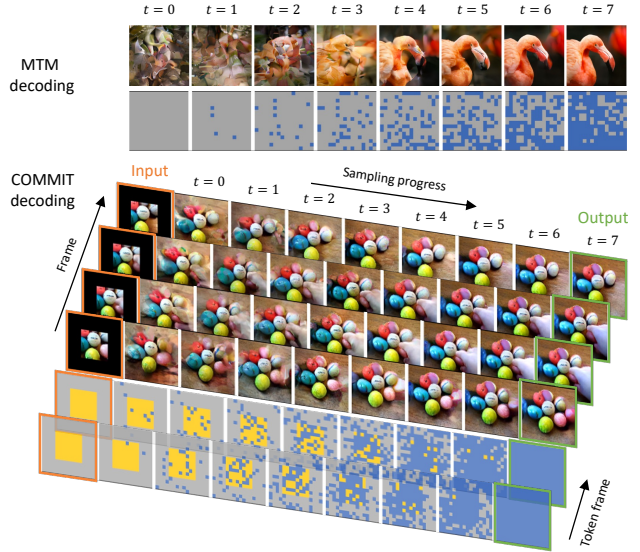 t = 0 t = 1 t = 2 t = 3 t = 4 t = 5 t = 6 t = 7
MTM
decoding
COMMIT
decoding
Input
t = 0
t = 1
t = 2
t = 3
t = 4
t = 5
t = 6
t = 7
Sampling progress
Output
Frame
Token frame